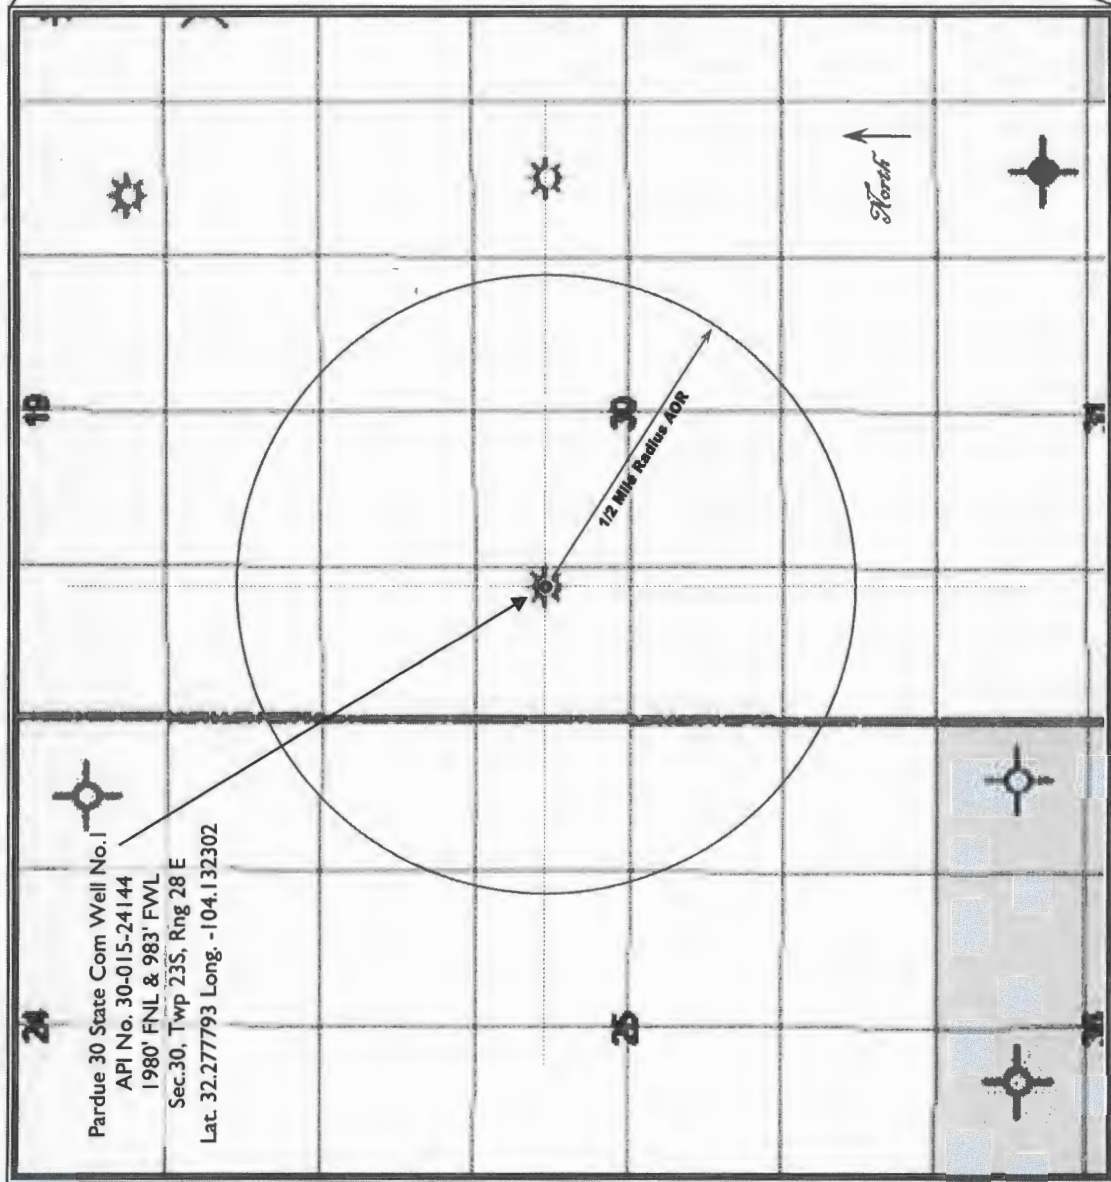 Pardue 30 State Com Well No.1
API No. 30-015-24144
1980' FNL & 983' FWL
Sec.30, Twp 23S, Rng 28 E
Lat. 32.277793 Long. -104.132302
24
19
25
30
1/2 Mile Radius AOR
North